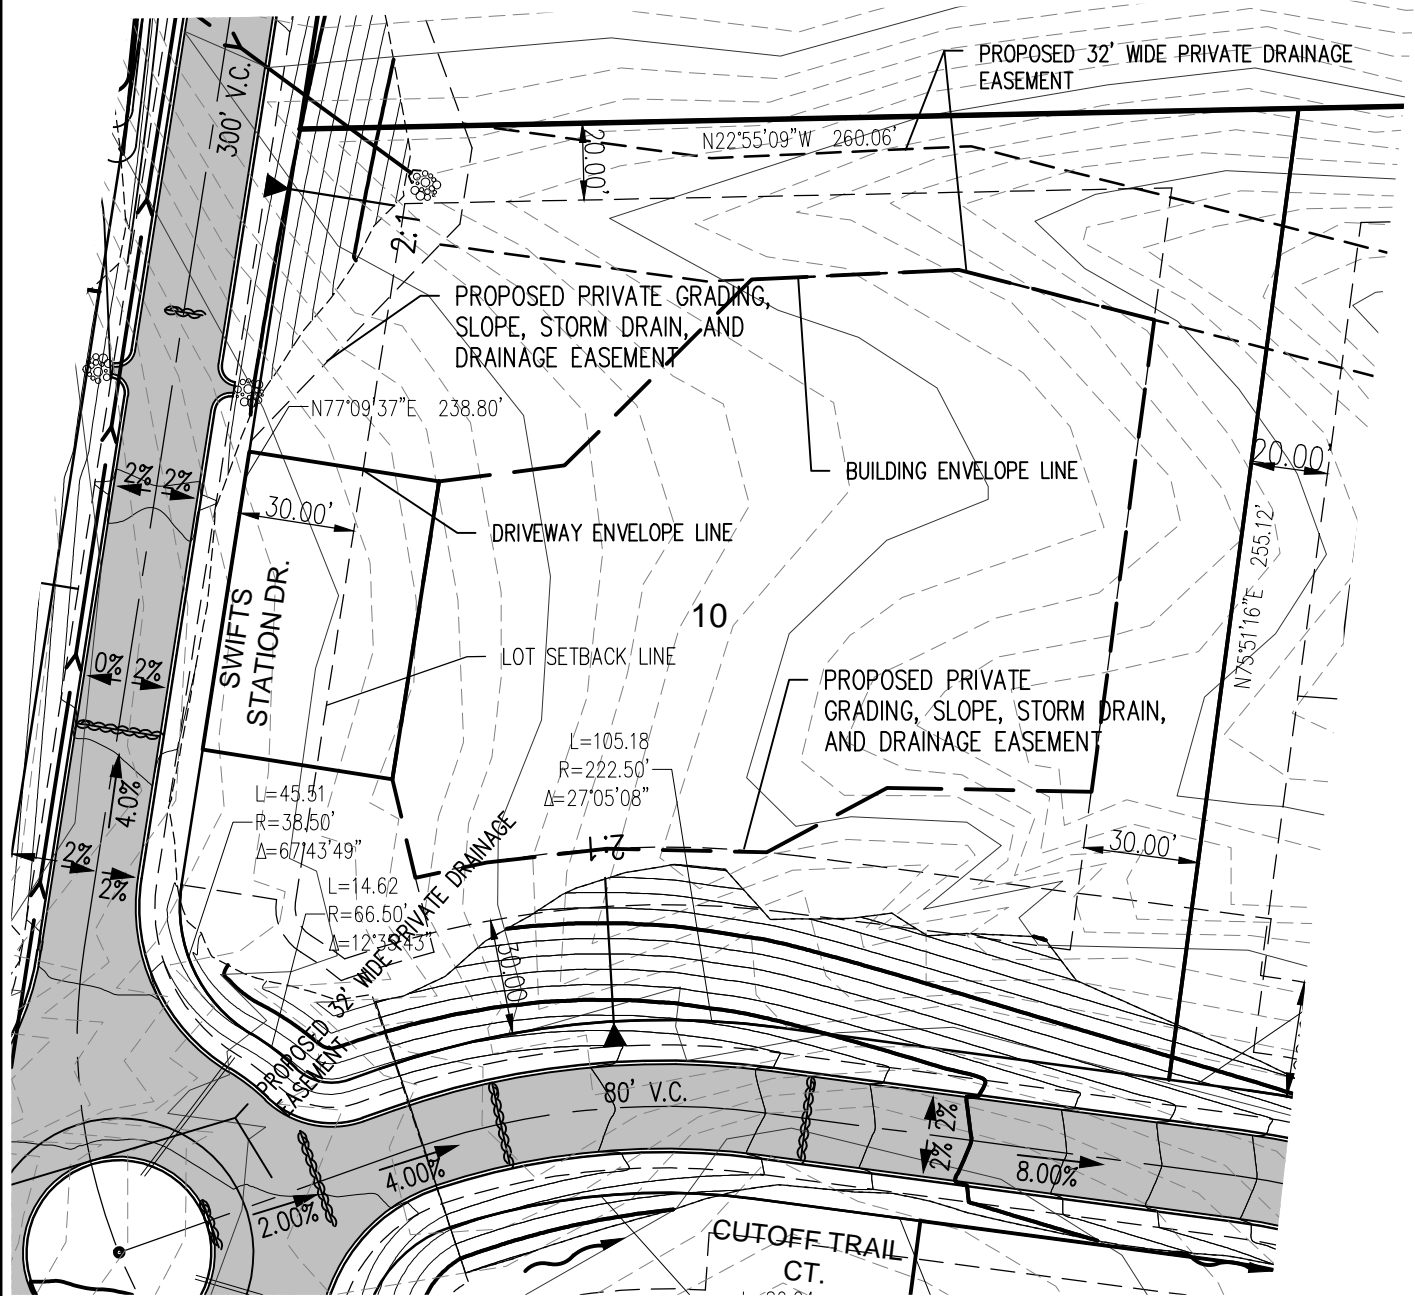 PROPOSED 32' WIDE PRIVATE DRAINAGE
EASEMENT
300' V.C.
N22°55'09"W 260.06'
20.00'
2:1
PROPOSED PRIVATE GRADING,
SLOPE, STORM DRAIN, AND
DRAINAGE EASEMENT
N77°09'37"E 238.80'
BUILDING ENVELOPE LINE
20.00'
2% 2%
30.00'
DRIVEWAY ENVELOPE LINE
N75°51'16"E 255.12'
SWIFTS
STATION DR.
10
LOT SETBACK LINE
0% 2%
PROPOSED PRIVATE
GRADING, SLOPE, STORM DRAIN,
AND DRAINAGE EASEMENT
L=105.18
R=222.50'
Δ=27°05'08"
4.0%
L=45.51
R=38.50'
Δ=67°43'49"
2:1
30.00'
2%
2%
L=14.62
R=66.50'
Δ=12°35'43"
30.00
PROPOSED 32' WIDE PRIVATE DRAINAGE
EASEMENT
80' V.C.
2% 2%
4.00%
8.00%
2.00%
CUTOFF TRAIL
CT.